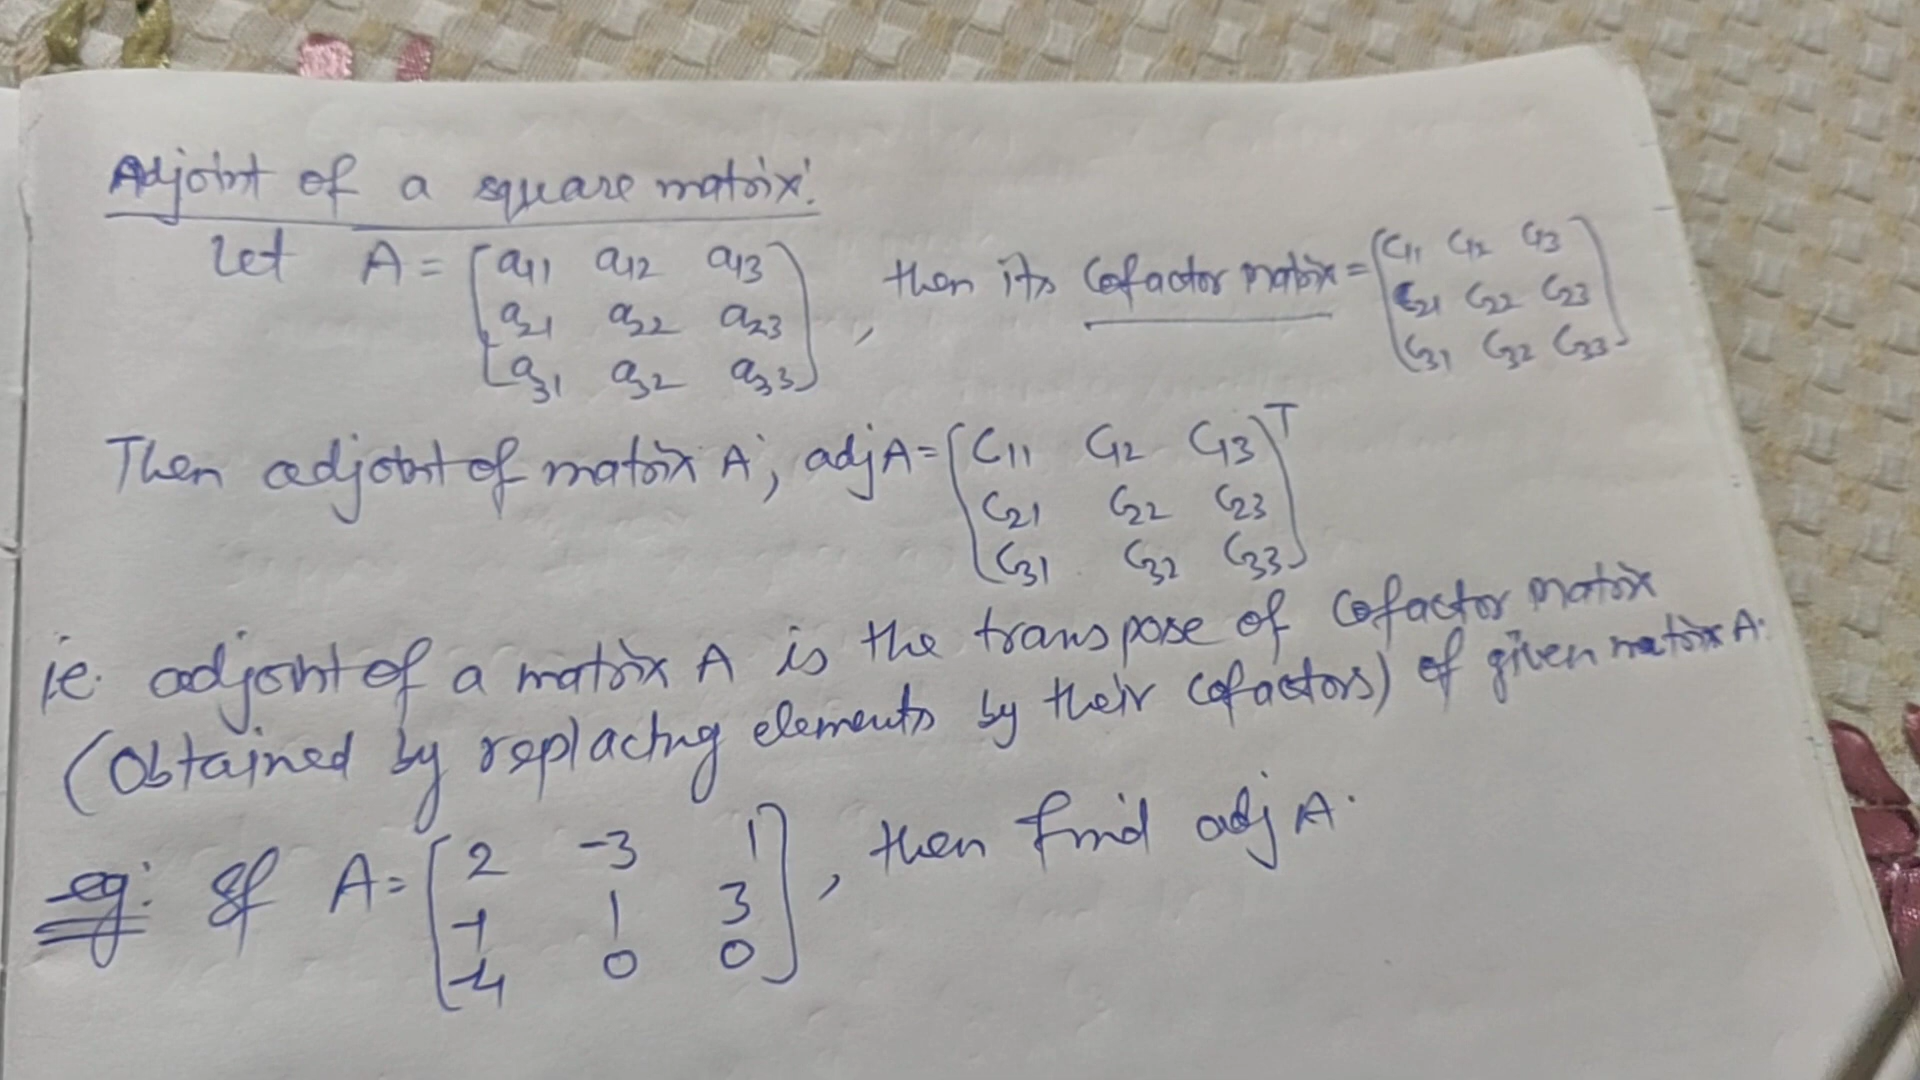 Adjoint of a square matrix:
Let A = [a11 a12 a13
a21 a22 a23
a31 a32 a33], then its Cofactor matrix = [C11 C12 C13
C21 C22 C23
C31 C32 C33]
Then adjoint of matrix A, adjA = [C11 C12 C13
C21 C22 C23
C31 C32 C33]T
ie. adjoint of a matrix A is the transpose of Cofactor matrix
(Obtained by replacing elements by their Cofactors) of given matrix A.
eg: If A = [2 -3 1
-1 1 3
-4 0 0], then find adj A.